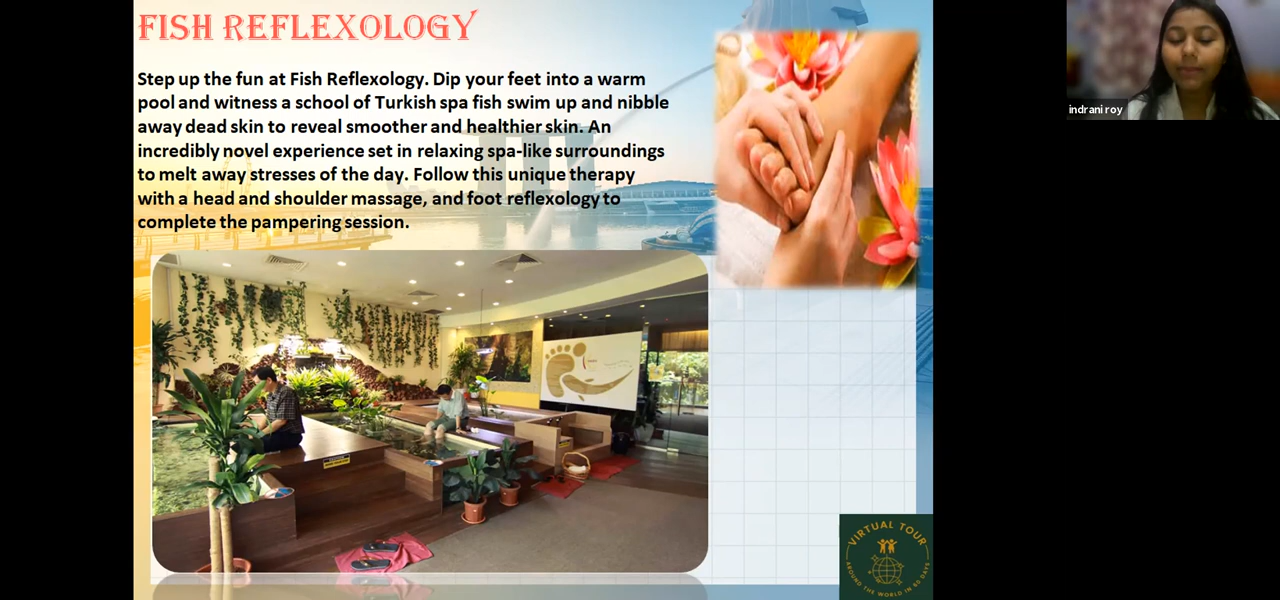 FISH REFLEXOLOGY
Step up the fun at Fish Reflexology. Dip your feet into a warm
pool and witness a school of Turkish spa fish swim up and nibble
away dead skin to reveal smoother and healthier skin. An
incredibly novel experience set in relaxing spa-like surroundings
to melt away stresses of the day. Follow this unique therapy
with a head and shoulder massage, and foot reflexology to
complete the pampering session.
indrani roy
VIRTUAL TOUR
AROUND THE WORLD IN 80 DAYS